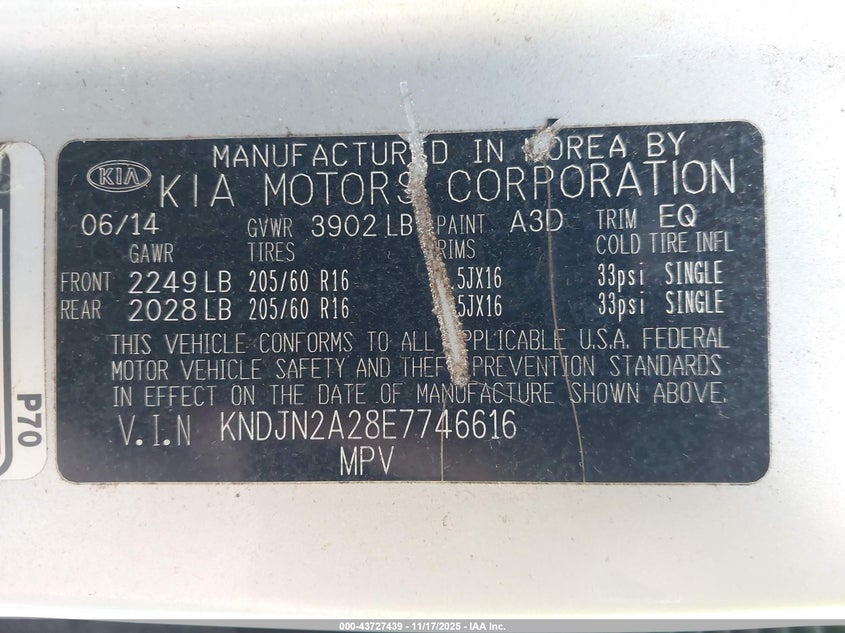 MANUFACTURED IN KOREA BY
KIA KIA MOTORS CORPORATION
06/14 GVWR 3902 LB PAINT A3D TRIM EQ
GAWR TIRES RIMS COLD TIRE INFL
FRONT 2249 LB 205/60 R16 .5JX16 33psi SINGLE
REAR 2028 LB 205/60 R16 .5JX16 33psi SINGLE
THIS VEHICLE CONFORMS TO ALL APPLICABLE U.S.A. FEDERAL
MOTOR VEHICLE SAFETY AND THEFT PREVENTION STANDARDS
IN EFFECT ON THE DATE OF MANUFACTURE SHOWN ABOVE.
V.I.N KNDJN2A28E7746616
MPV
P70
000-43727439 - 11/17/2025 - IAA Inc.